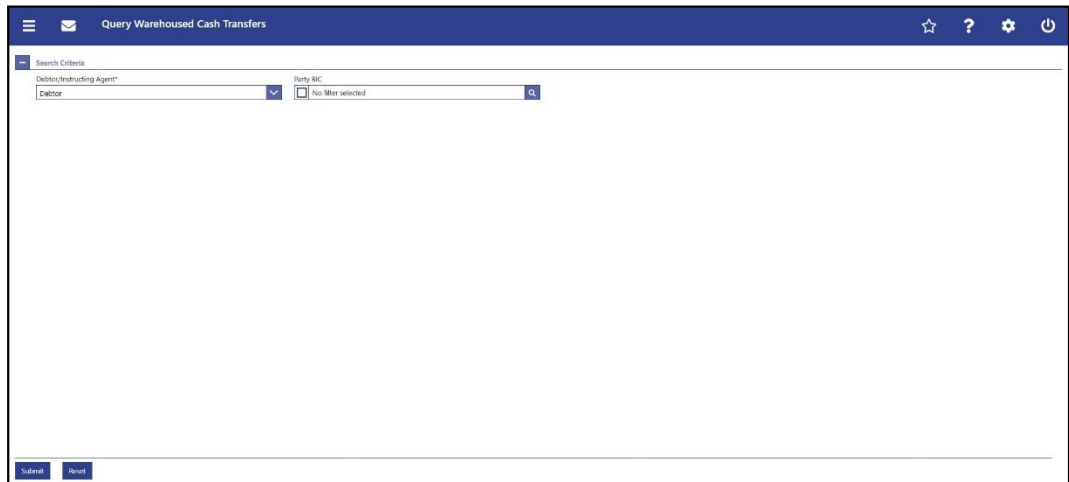 Query Warehoused Cash Transfers
Search Criteria
Debtor/Instructing Agent*
Party BIC
Debtor
No filter selected
Submit
Reset